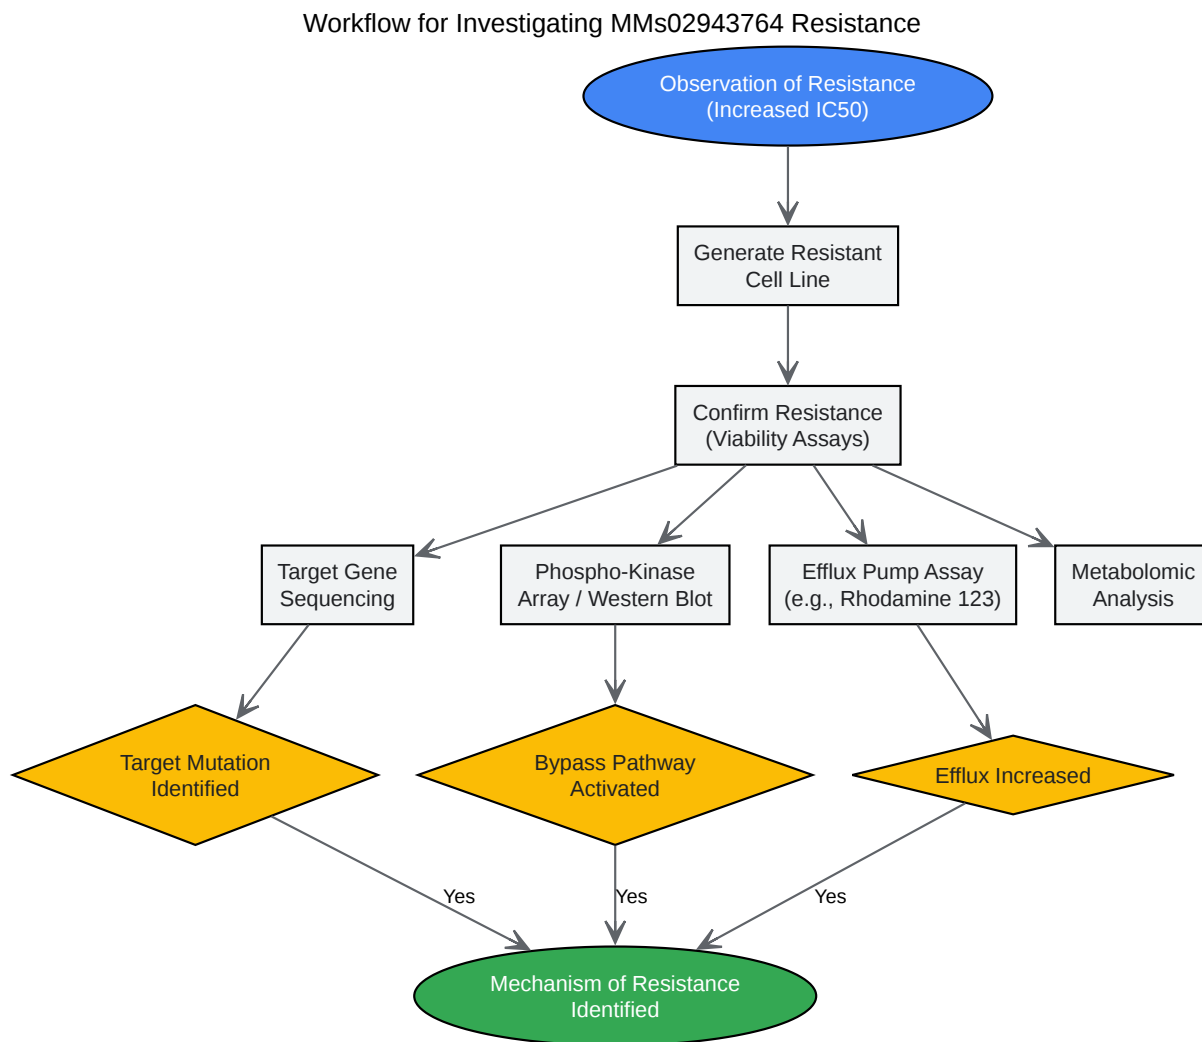 Workflow for Investigating MMs02943764 Resistance
Observation of Resistance
(Increased IC50)
Generate Resistant
Cell Line
Confirm Resistance
(Viability Assays)
Target Gene
Sequencing
Phospho-Kinase
Array / Western Blot
Efflux Pump Assay
(e.g., Rhodamine 123)
Metabolomic
Analysis
Target Mutation
Identified
Bypass Pathway
Activated
Efflux Increased
Yes
Yes
Yes
Mechanism of Resistance
Identified